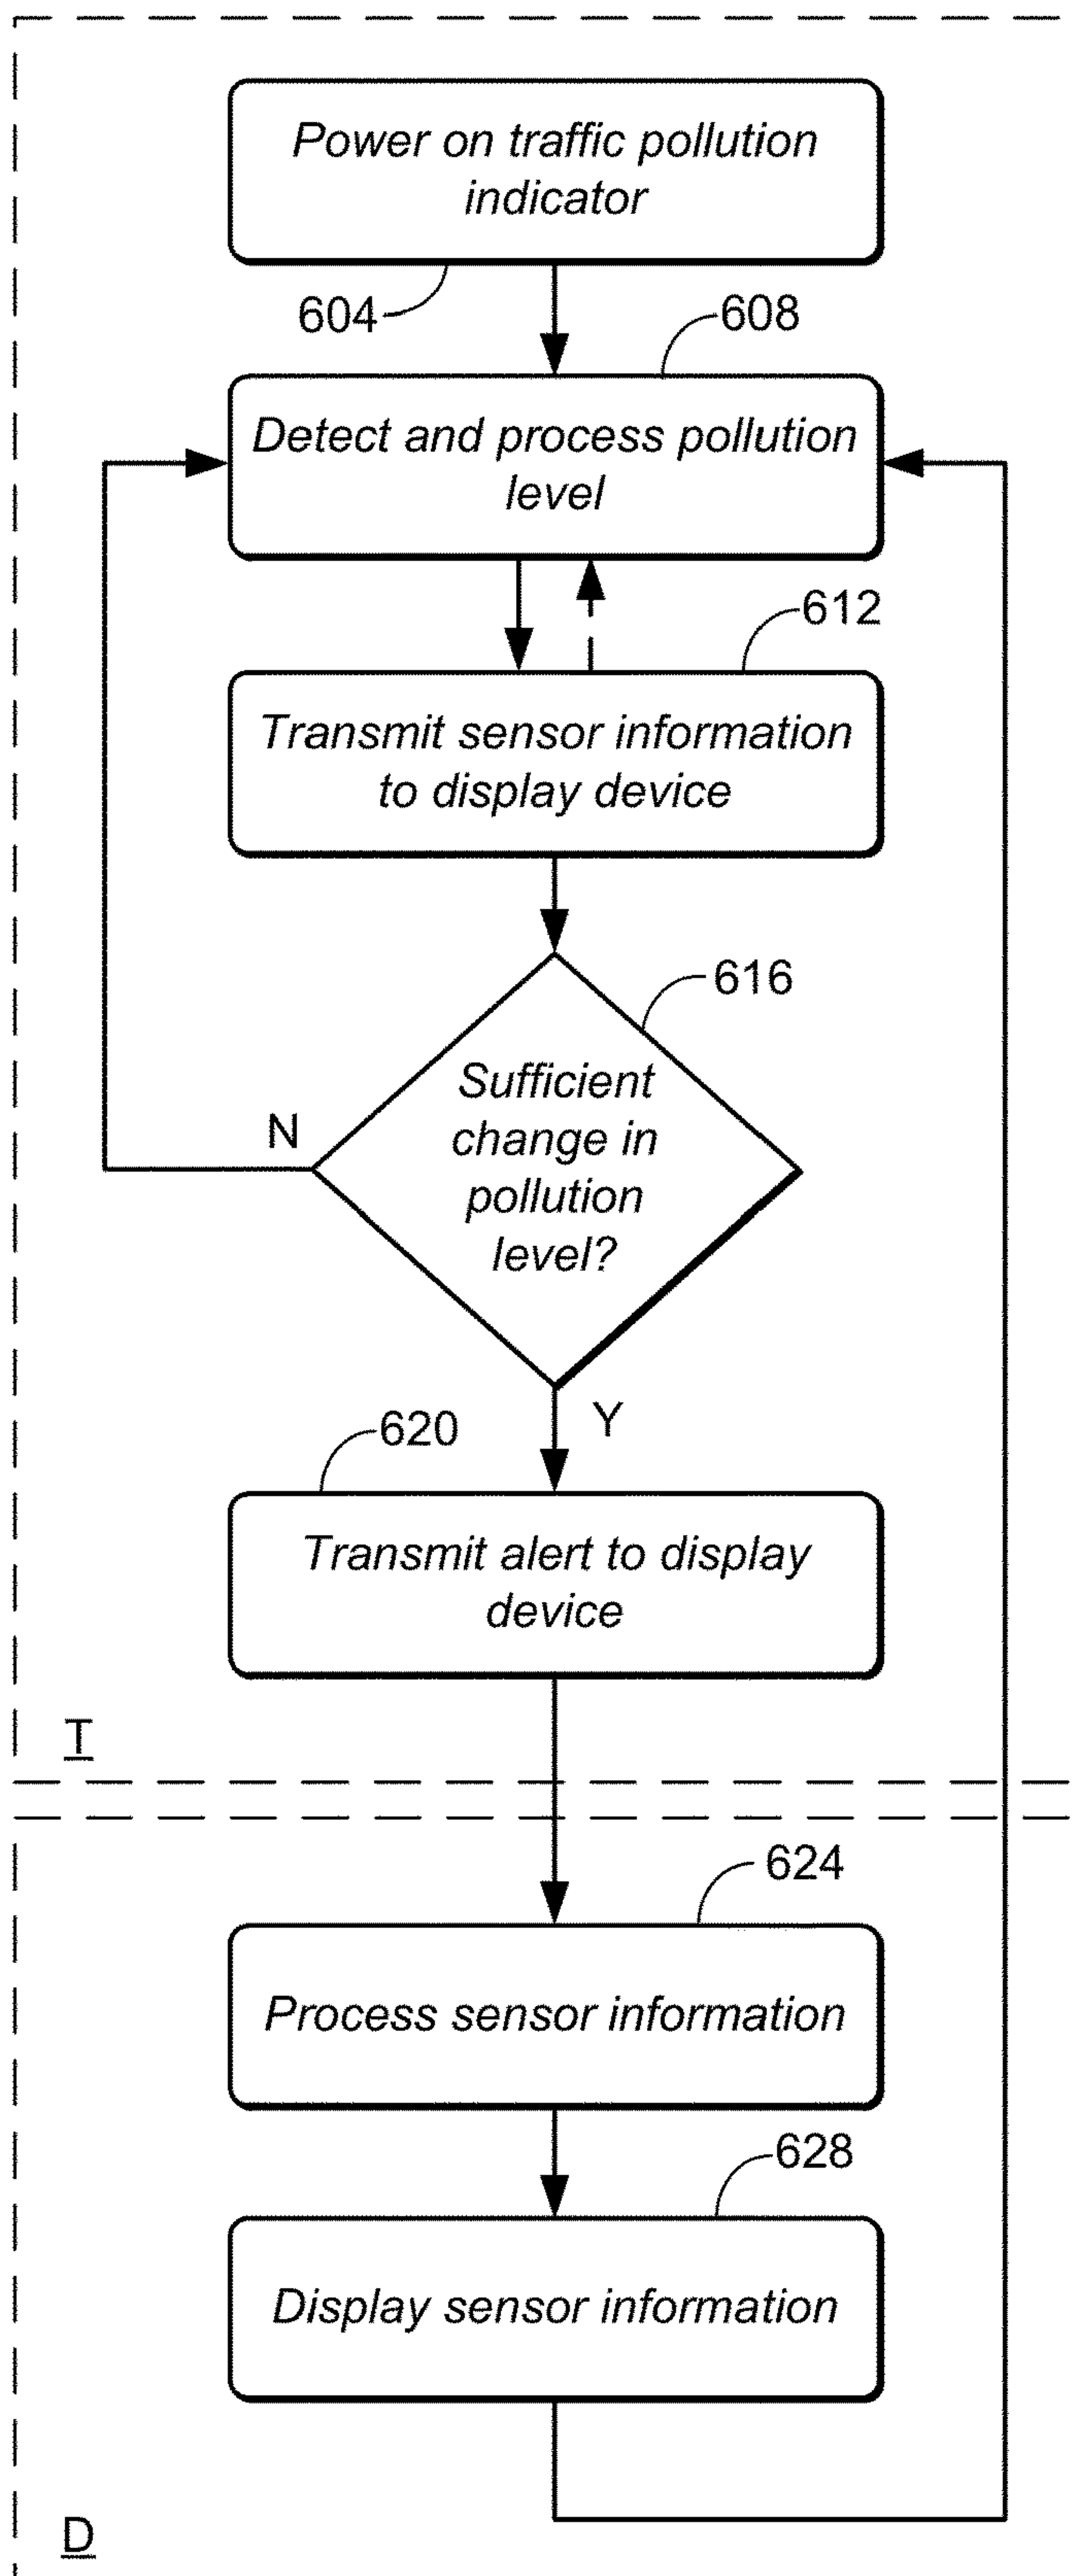 Power on traffic pollution
indicator
604
608
Detect and process pollution
level
612
Transmit sensor information
to display device
616
Sufficient
change in
pollution
level?
N
Y
620
Transmit alert to display
device
T
624
Process sensor information
628
Display sensor information
D